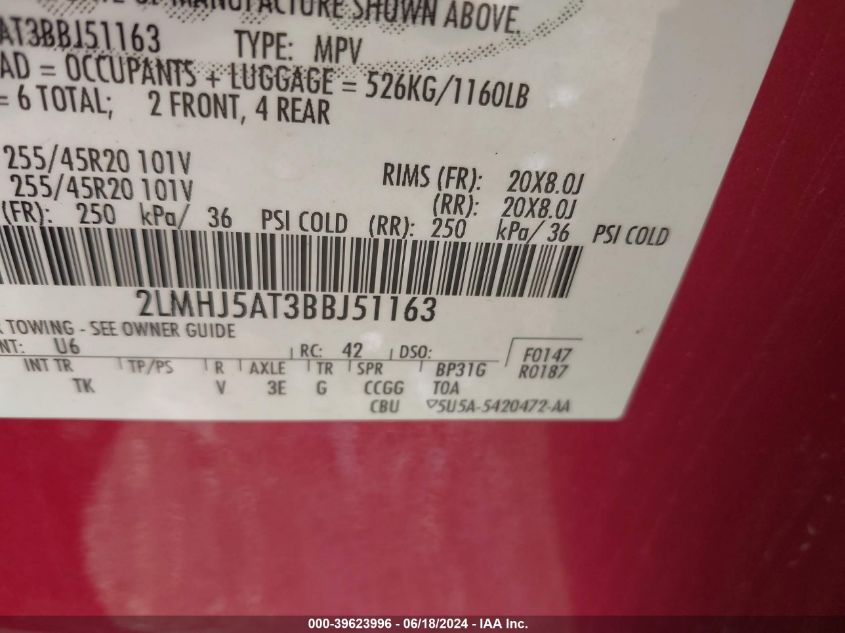 OF MANUFACTURE SHOWN ABOVE.
AT3BBJ51163 TYPE: MPV
AD = OCCUPANTS + LUGGAGE = 526KG/1160LB
= 6 TOTAL; 2 FRONT, 4 REAR
255/45R20 101V RIMS (FR): 20X8.0J
255/45R20 101V (RR): 20X8.0J
(FR): 250 kPa/ 36 PSI COLD (RR): 250 kPa/ 36 PSI COLD
2LMHJ5AT3BBJ51163
TOWING - SEE OWNER GUIDE
NT: U6 RC: 42 DSO: F0147
INT TR TP/PS R AXLE TR SPR BP31G R0187
TK V 3E G CCGG TOA
CBU ▽5U5A-5420472-AA
000-39623996 - 06/18/2024 - IAA Inc.